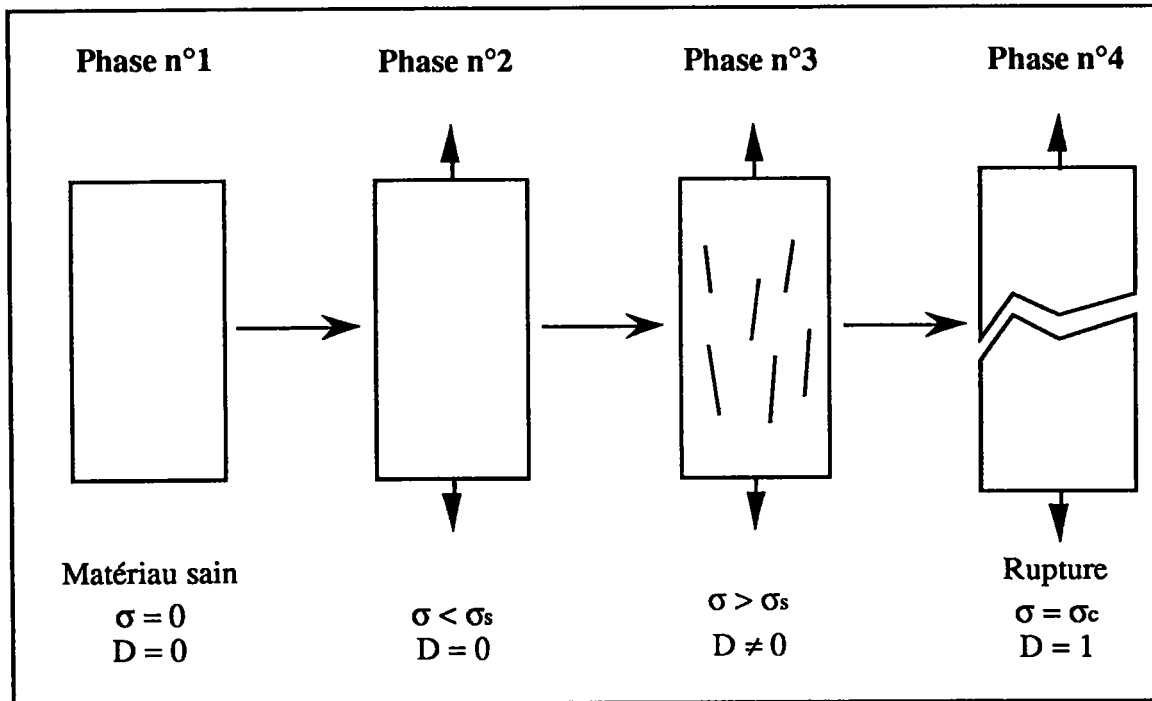 Phase n°1
Phase n°2
Phase n°3
Phase n°4
Matériau sain
σ = 0
D = 0
σ < σs
D = 0
σ > σs
D ≠ 0
Rupture
σ = σc
D = 1